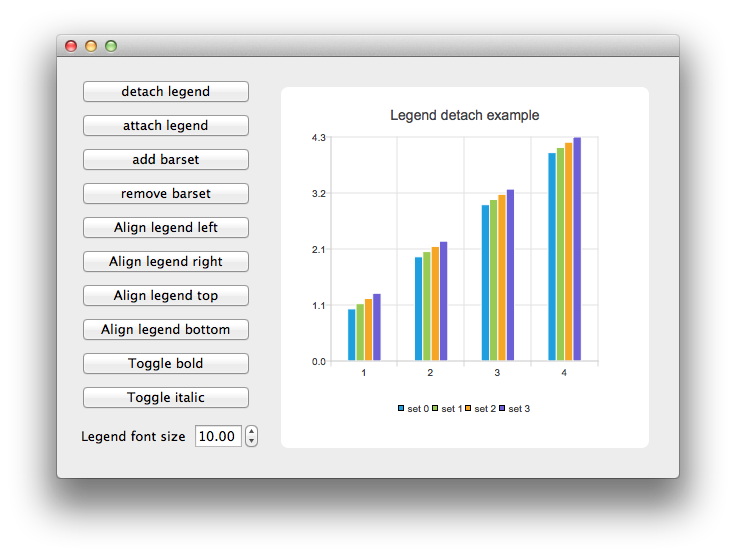 detach legend
attach legend
add barset
remove barset
Align legend left
Align legend right
Align legend top
Align legend bottom
Toggle bold
Toggle italic
Legend font size 10.00
Legend detach example
4.3
3.2
2.1
1.1
0.0
1 2 3 4
set 0 set 1 set 2 set 3